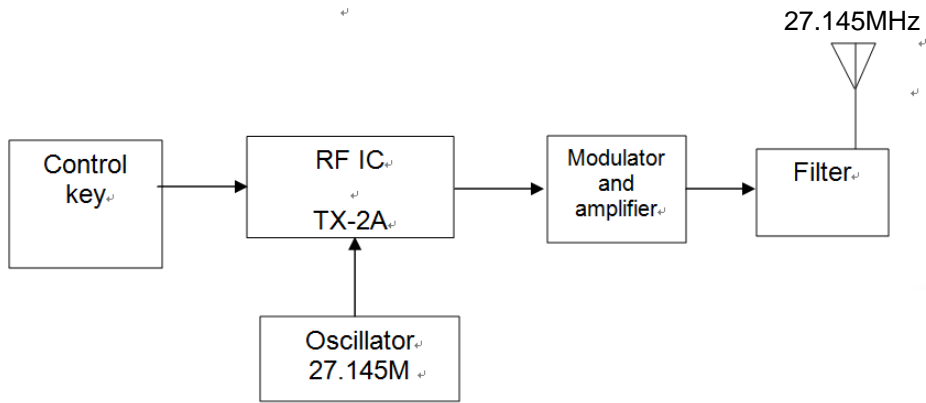 27.145MHz
Control
key
RF IC
TX-2A
Modulator
and
amplifier
Filter
Oscillator
27.145M